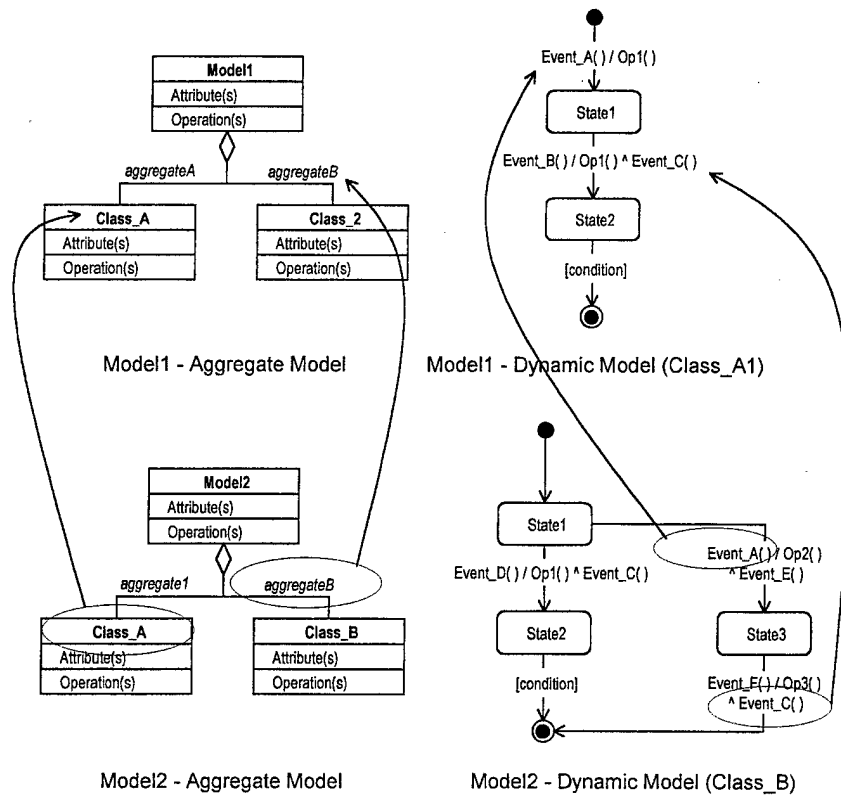 Model1
Attribute(s)
Operation(s)
aggregateA
aggregateB
Class_A
Attribute(s)
Operation(s)
Class_2
Attribute(s)
Operation(s)
Model1 - Aggregate Model
Event_A( ) / Op1( )
State1
Event_B( ) / Op1( ) ^ Event_C( )
State2
[condition]
Model1 - Dynamic Model (Class_A1)
Model2
Attribute(s)
Operation(s)
aggregate1
aggregateB
Class_A
Attribute(s)
Operation(s)
Class_B
Attribute(s)
Operation(s)
Model2 - Aggregate Model
State1
Event_A( ) / Op2( )
^ Event_E( )
Event_D( ) / Op1( ) ^ Event_C( )
State2
State3
[condition]
Event_F( ) / Op3( )
^ Event_C( )
Model2 - Dynamic Model (Class_B)